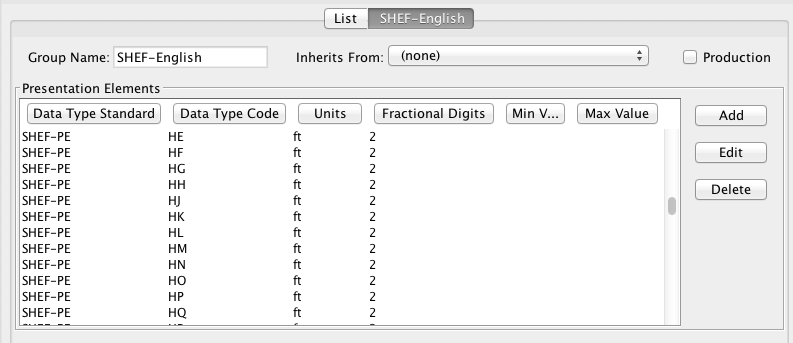 List SHEF-English
Group Name: SHEF-English Inherits From: (none) Production
Presentation Elements
Data Type Standard Data Type Code Units Fractional Digits Min V... Max Value
SHEF-PE HE ft 2
SHEF-PE HF ft 2
SHEF-PE HG ft 2
SHEF-PE HH ft 2
SHEF-PE HJ ft 2
SHEF-PE HK ft 2
SHEF-PE HL ft 2
SHEF-PE HM ft 2
SHEF-PE HN ft 2
SHEF-PE HO ft 2
SHEF-PE HP ft 2
SHEF-PE HQ ft 2
Add
Edit
Delete